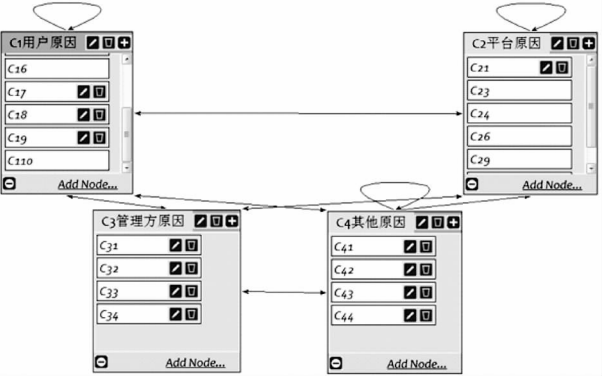 C1用户原因
C16
C17
C18
C19
C110
Add Node...
C2平台原因
C21
C23
C24
C26
C29
Add Node...
C3管理方原因
C31
C32
C33
C34
Add Node...
C4其他原因
C41
C42
C43
C44
Add Node...